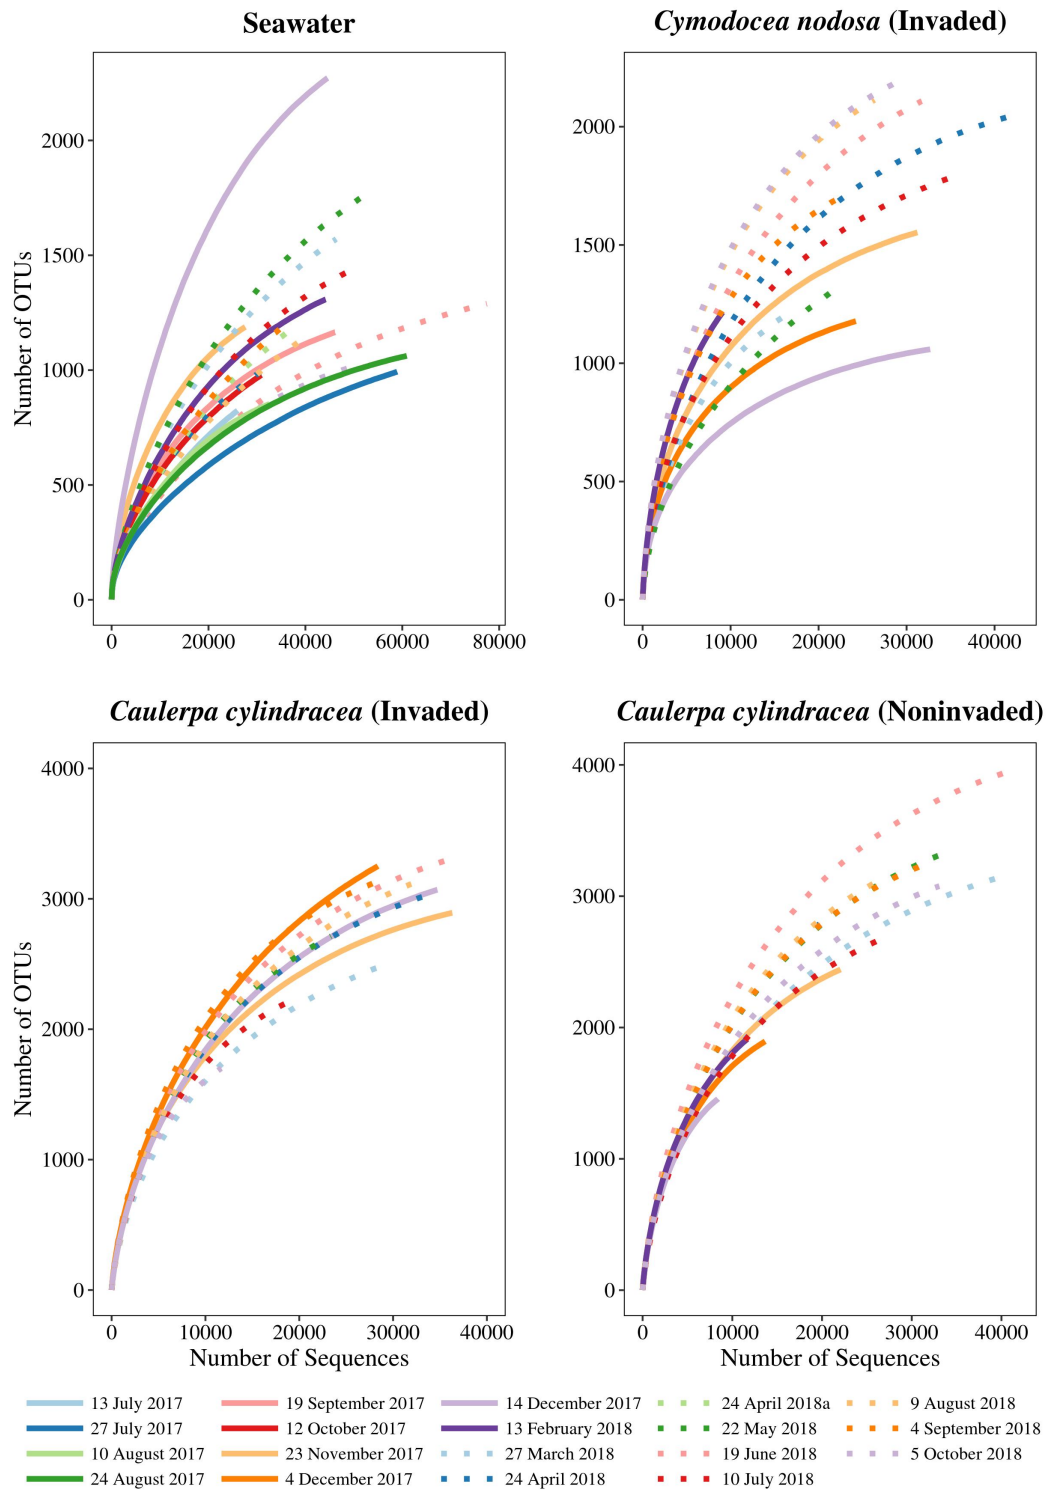 Seawater
Cymodocea nodosa (Invaded)
Number of OTUs
2000
1500
1000
500
0
0 20000 40000 60000 80000
2000
1500
1000
500
0
0 10000 20000 30000 40000
Caulerpa cylindracea (Invaded)
Caulerpa cylindracea (Noninvaded)
Number of OTUs
4000
3000
2000
1000
0
0 10000 20000 30000 40000
Number of Sequences
4000
3000
2000
1000
0
0 10000 20000 30000 40000
Number of Sequences
13 July 2017 19 September 2017 14 December 2017 24 April 2018a 9 August 2018
27 July 2017 12 October 2017 13 February 2018 22 May 2018 4 September 2018
10 August 2017 23 November 2017 27 March 2018 19 June 2018 5 October 2018
24 August 2017 4 December 2017 24 April 2018 10 July 2018